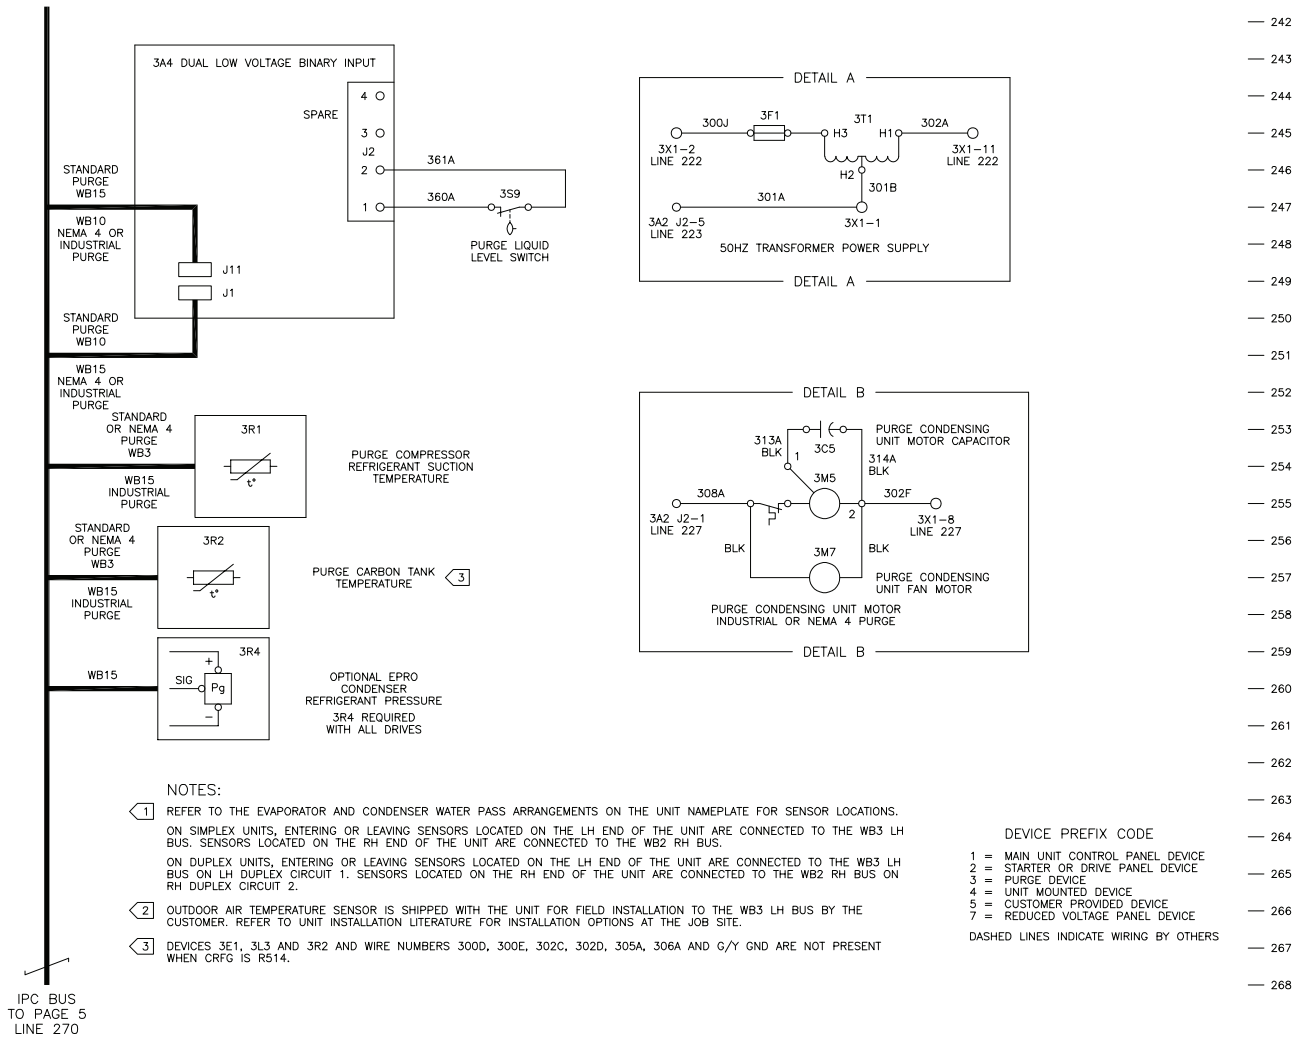 3A4 DUAL LOW VOLTAGE BINARY INPUT
SPARE
4
3
J2
2
1
361A
360A
3S9
PURGE LIQUID
LEVEL SWITCH
STANDARD
PURGE
WB15
WB10
NEMA 4 OR
INDUSTRIAL
PURGE
J11
J1
STANDARD
PURGE
WB10
WB15
NEMA 4 OR
INDUSTRIAL
PURGE
STANDARD
OR NEMA 4
PURGE
WB3
WB15
INDUSTRIAL
PURGE
3R1
t°
PURGE COMPRESSOR
REFRIGERANT SUCTION
TEMPERATURE
STANDARD
OR NEMA 4
PURGE
WB3
WB15
INDUSTRIAL
PURGE
3R2
t°
PURGE CARBON TANK
TEMPERATURE
3
WB15
3R4
+
SIG
Pg
−
OPTIONAL EPRO
CONDENSER
REFRIGERANT PRESSURE
3R4 REQUIRED
WITH ALL DRIVES
DETAIL A
300J
3F1
3T1
302A
H3
H1
3X1-2
LINE 222
3X1-11
LINE 222
H2
301B
301A
3A2 J2-5
LINE 223
3X1-1
50HZ TRANSFORMER POWER SUPPLY
DETAIL A
DETAIL B
313A
BLK
1
3C5
PURGE CONDENSING
UNIT MOTOR CAPACITOR
314A
BLK
3M5
308A
302F
2
3A2 J2-1
LINE 227
3X1-8
LINE 227
BLK
3M7
BLK
PURGE CONDENSING
UNIT FAN MOTOR
PURGE CONDENSING UNIT MOTOR
INDUSTRIAL OR NEMA 4 PURGE
DETAIL B
242
243
244
245
246
247
248
249
250
251
252
253
254
255
256
257
258
259
260
261
262
263
264
265
266
267
268
NOTES:
1 REFER TO THE EVAPORATOR AND CONDENSER WATER PASS ARRANGEMENTS ON THE UNIT NAMEPLATE FOR SENSOR LOCATIONS.
ON SIMPLEX UNITS, ENTERING OR LEAVING SENSORS LOCATED ON THE LH END OF THE UNIT ARE CONNECTED TO THE WB3 LH
BUS. SENSORS LOCATED ON THE RH END OF THE UNIT ARE CONNECTED TO THE WB2 RH BUS.
ON DUPLEX UNITS, ENTERING OR LEAVING SENSORS LOCATED ON THE LH END OF THE UNIT ARE CONNECTED TO THE WB3 LH
BUS ON LH DUPLEX CIRCUIT 1. SENSORS LOCATED ON THE RH END OF THE UNIT ARE CONNECTED TO THE WB2 RH BUS ON
RH DUPLEX CIRCUIT 2.
2 OUTDOOR AIR TEMPERATURE SENSOR IS SHIPPED WITH THE UNIT FOR FIELD INSTALLATION TO THE WB3 LH BUS BY THE
CUSTOMER. REFER TO UNIT INSTALLATION LITERATURE FOR INSTALLATION OPTIONS AT THE JOB SITE.
3 DEVICES 3E1, 3L3 AND 3R2 AND WIRE NUMBERS 300D, 300E, 302C, 302D, 305A, 306A AND G/Y GND ARE NOT PRESENT
WHEN CRFG IS R514.
DEVICE PREFIX CODE
1 = MAIN UNIT CONTROL PANEL DEVICE
2 = STARTER OR DRIVE PANEL DEVICE
3 = PURGE DEVICE
4 = UNIT MOUNTED DEVICE
5 = CUSTOMER PROVIDED DEVICE
7 = REDUCED VOLTAGE PANEL DEVICE
DASHED LINES INDICATE WIRING BY OTHERS
IPC BUS
TO PAGE 5
LINE 270